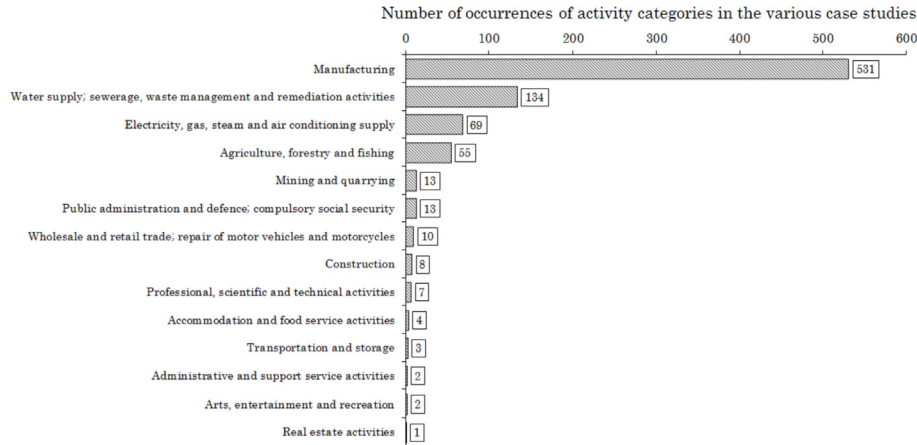 Number of occurrences of activity categories in the various case studies
0 100 200 300 400 500 600
Manufacturing 531
Water supply; sewerage, waste management and remediation activities 134
Electricity, gas, steam and air conditioning supply 69
Agriculture, forestry and fishing 55
Mining and quarrying 13
Public administration and defence; compulsory social security 13
Wholesale and retail trade; repair of motor vehicles and motorcycles 10
Construction 8
Professional, scientific and technical activities 7
Accommodation and food service activities 4
Transportation and storage 3
Administrative and support service activities 2
Arts, entertainment and recreation 2
Real estate activities 1